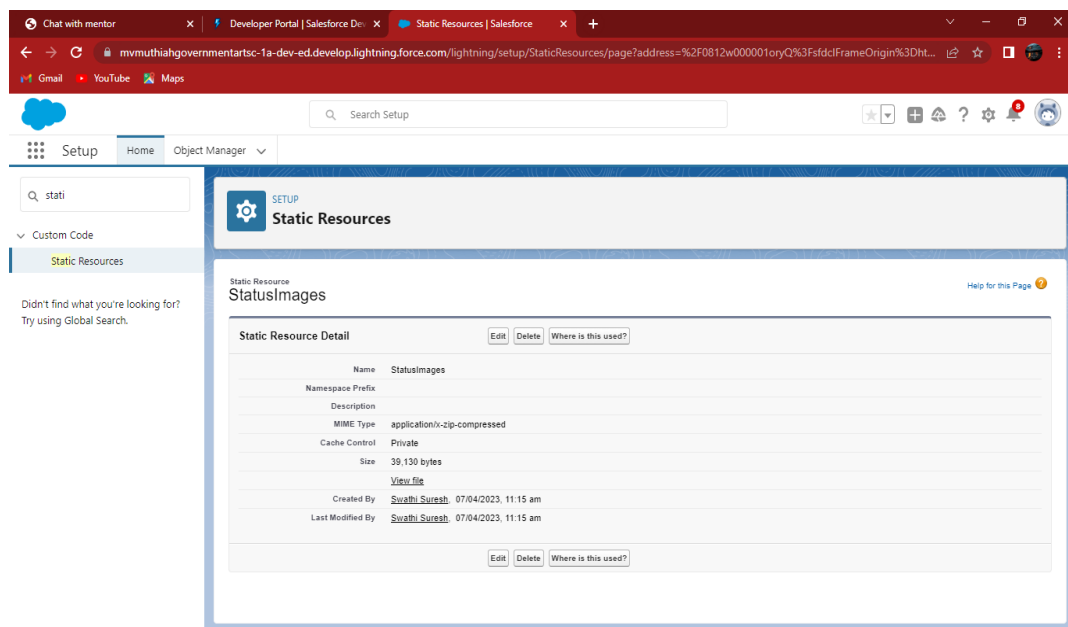 Chat with mentor
Developer Portal | Salesforce Dev
Static Resources | Salesforce
mvmuthiahgovernmentartsc-1a-dev-ed.develop.lightning.force.com/lightning/setup/StaticResources/page?address=%2F0812w000001oryQ%3FsfdcIFrameOrigin%3Dht...
Gmail YouTube Maps
Search Setup
8
Setup Home Object Manager
stati
Custom Code
Static Resources
Didn't find what you're looking for?
Try using Global Search.
SETUP
Static Resources
Static Resource
StatusImages
Help for this Page
Static Resource Detail Edit Delete Where is this used?
Name StatusImages
Namespace Prefix
Description
MIME Type application/x-zip-compressed
Cache Control Private
Size 39,130 bytes
View file
Created By Swathi Suresh, 07/04/2023, 11:15 am
Last Modified By Swathi Suresh, 07/04/2023, 11:15 am
Edit Delete Where is this used?